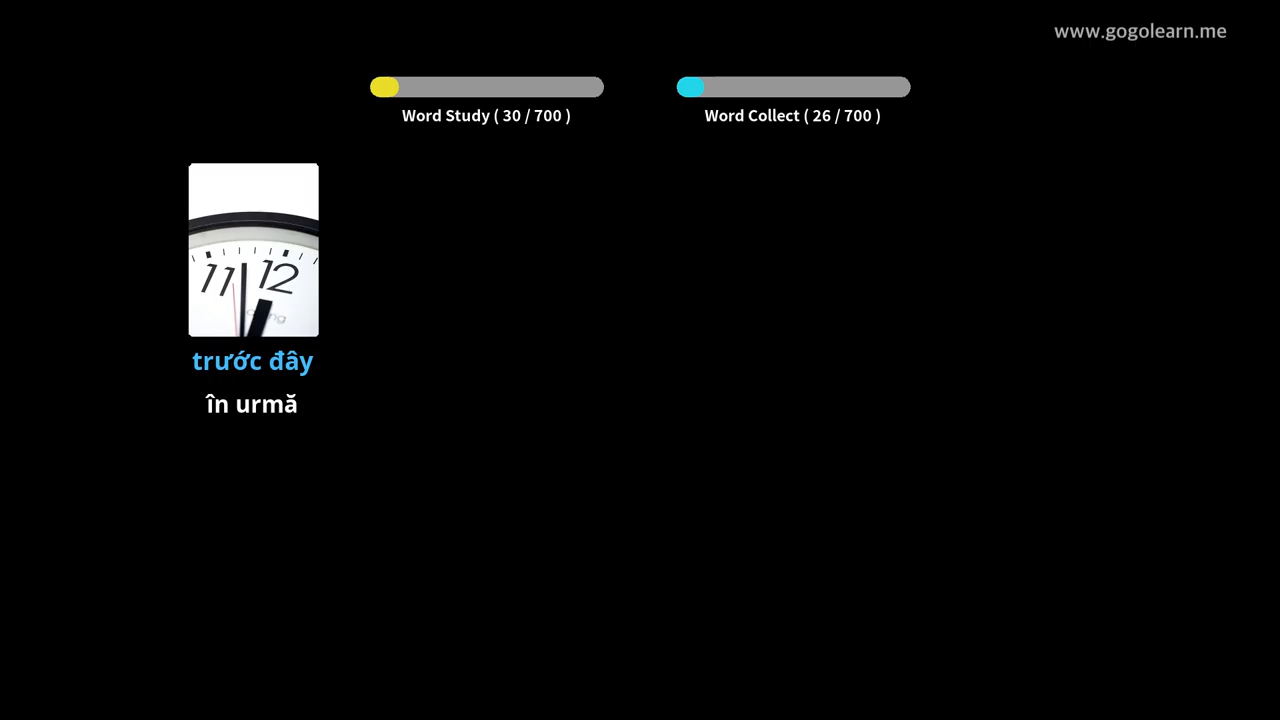 www.gogolearn.me
Word Study ( 30 / 700 )
Word Collect ( 26 / 700 )
11 12
trước đây
în urmă